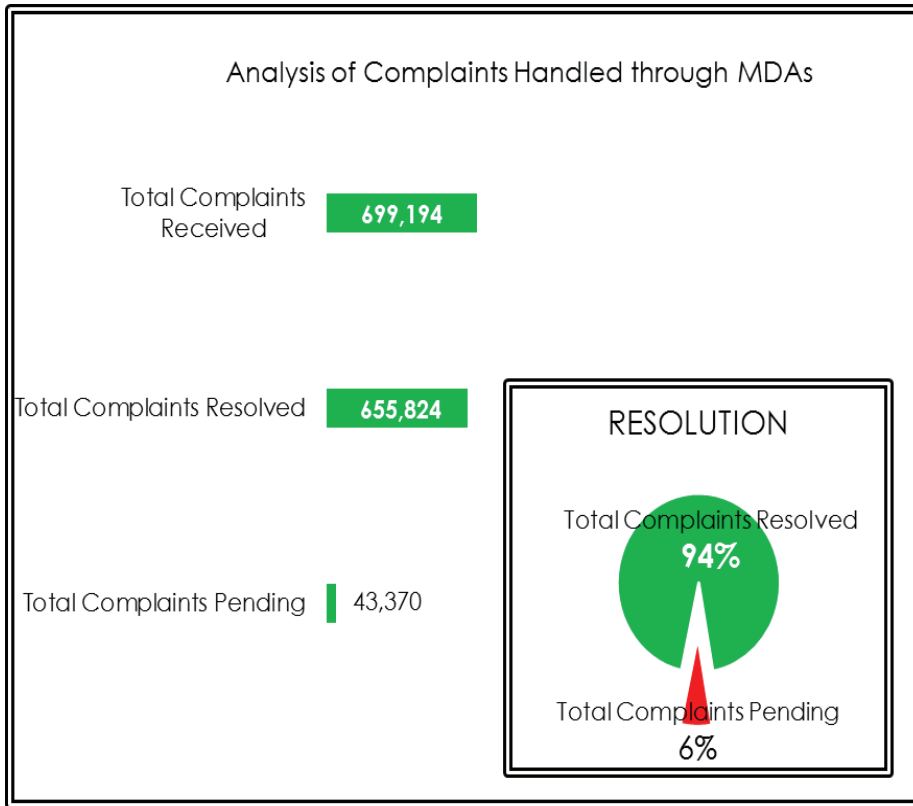 Analysis of Complaints Handled through MDAs
Total Complaints
Received
699,194
Total Complaints Resolved
655,824
Total Complaints Pending
43,370
RESOLUTION
Total Complaints Resolved
94%
Total Complaints Pending
6%